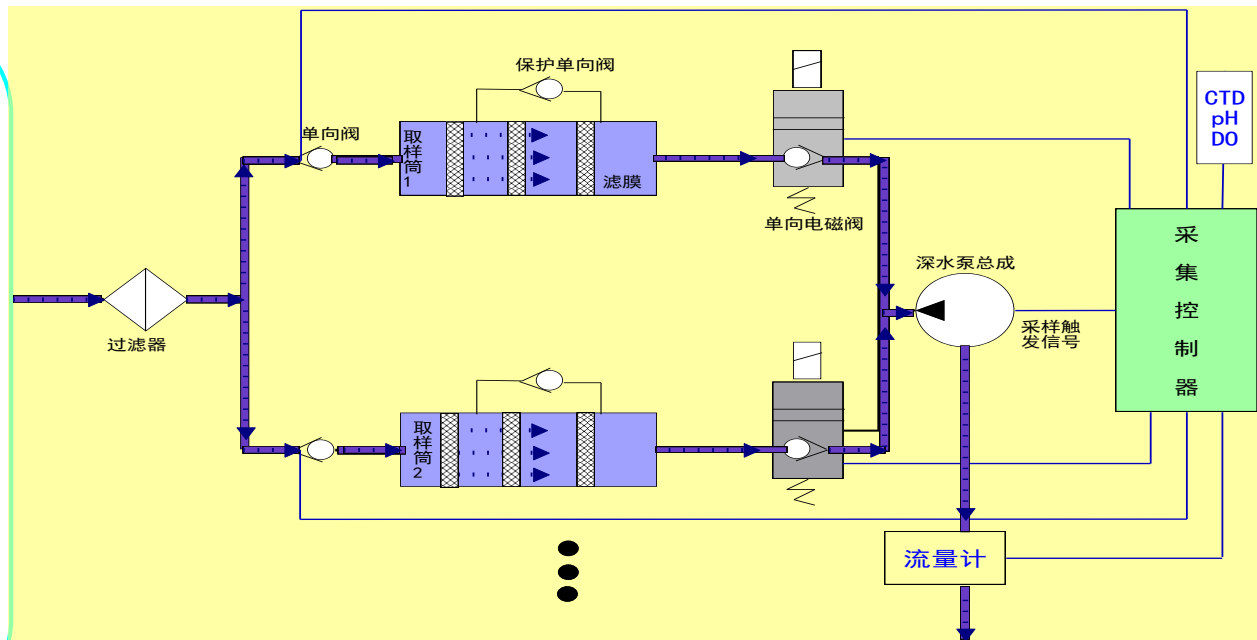 保护单向阀
CTD
pH
DO
单向阀
取样筒1
滤膜
单向电磁阀
采集控制器
深水泵总成
采样触
发信号
过滤器
取样筒2
流量计